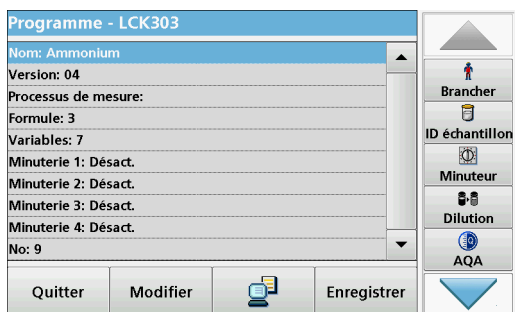 Programme - LCK303
Nom: Ammonium
Version: 04
Processus de mesure:
Formule: 3
Variables: 7
Minuterie 1: Désact.
Minuterie 2: Désact.
Minuterie 3: Désact.
Minuterie 4: Désact.
No: 9
Quitter
Modifier
Enregistrer
Brancher
ID échantillon
Minuteur
Dilution
AQA